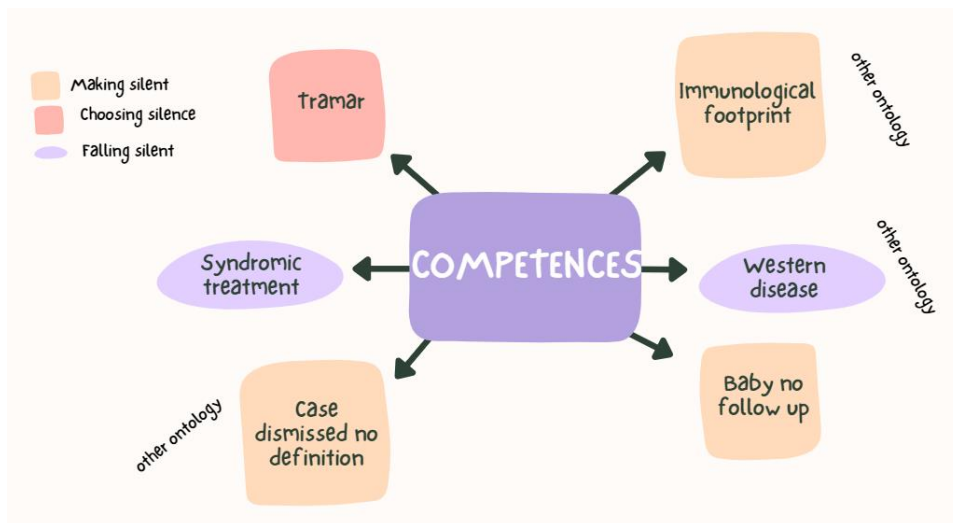 Making silent
Choosing silence
Falling silent
Tramar
Immunological
footprint
other ontology
COMPETENCES
Syndromic
treatment
Western
disease
other ontology
Case
dismissed no
definition
other ontology
Baby no
follow up